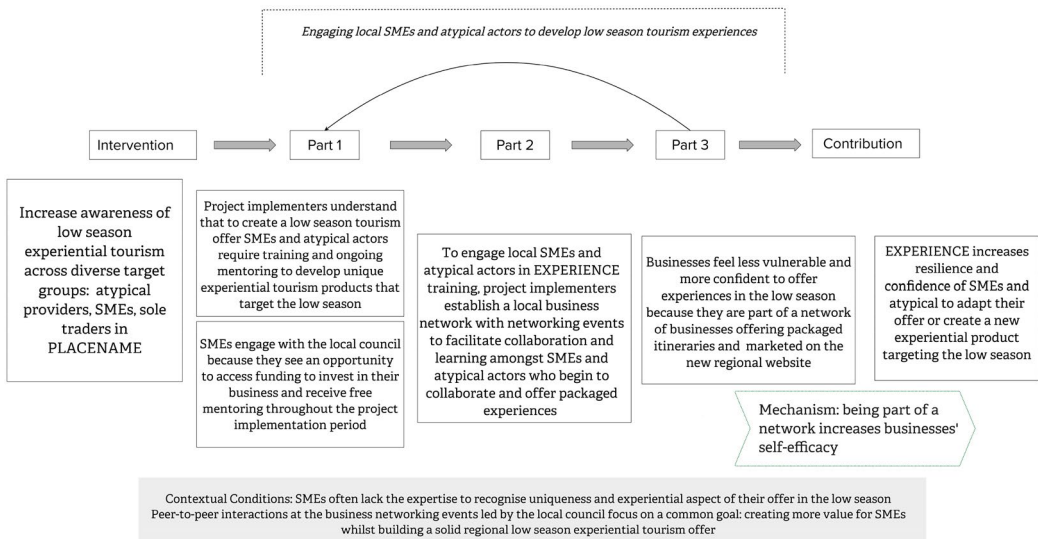 Engaging local SMEs and atypical actors to develop low season tourism experiences
Intervention
Part 1
Part 2
Part 3
Contribution
Increase awareness of
low season
experiential tourism
across diverse target
groups: atypical
providers, SMEs, sole
traders in
PLACENAME
Project implementers understand
that to create a low season tourism
offer SMEs and atypical actors
require training and ongoing
mentoring to develop unique
experiential tourism products that
target the low season
SMEs engage with the local council
because they see an opportunity
to access funding to invest in their
business and receive free
mentoring throughout the project
implementation period
To engage local SMEs and
atypical actors in EXPERIENCE
training, project implementers
establish a local business
network with networking events
to facilitate collaboration and
learning amongst SMEs and
atypical actors who begin to
collaborate and offer packaged
experiences
Businesses feel less vulnerable and
more confident to offer
experiences in the low season
because they are part of a network
of businesses offering packaged
itineraries and marketed on the
new regional website
EXPERIENCE increases
resilience and
confidence of SMEs and
atypical to adapt their
offer or create a new
experiential product
targeting the low season
Mechanism: being part of a
network increases businesses'
self-efficacy
Contextual Conditions: SMEs often lack the expertise to recognise uniqueness and experiential aspect of their offer in the low season
Peer-to-peer interactions at the business networking events led by the local council focus on a common goal: creating more value for SMEs
whilst building a solid regional low season experiential tourism offer